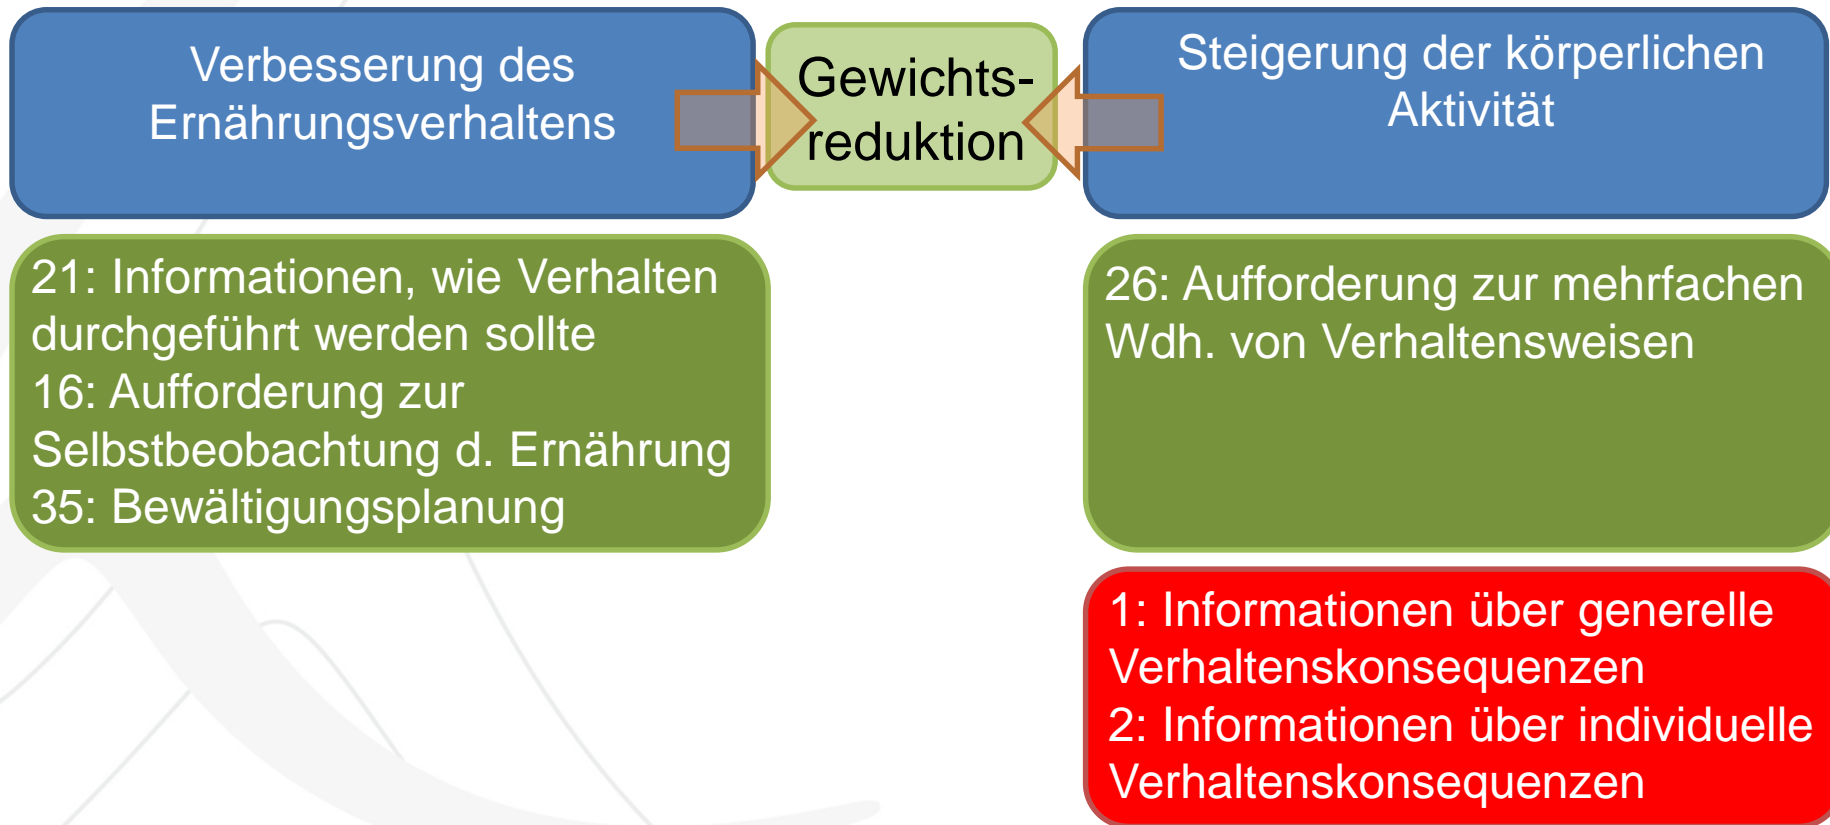 Verbesserung des
Ernährungsverhaltens
Gewichts-
reduktion
Steigerung der körperlichen
Aktivität
21: Informationen, wie Verhalten
durchgeführt werden sollte
16: Aufforderung zur
Selbstbeobachtung d. Ernährung
35: Bewältigungsplanung
26: Aufforderung zur mehrfachen
Wdh. von Verhaltensweisen
1: Informationen über generelle
Verhaltenskonsequenzen
2: Informationen über individuelle
Verhaltenskonsequenzen